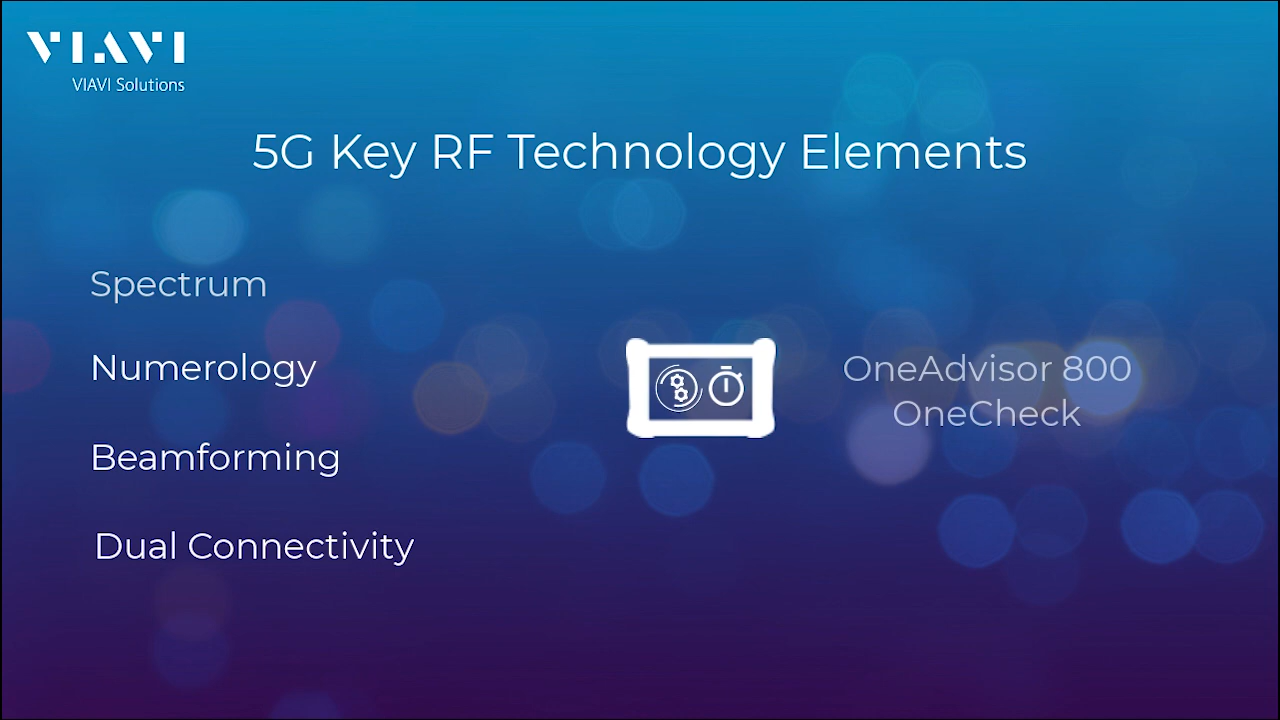 VIAVI
VIAVI Solutions
5G Key RF Technology Elements
Spectrum
Numerology
Beamforming
Dual Connectivity
OneAdvisor 800
OneCheck